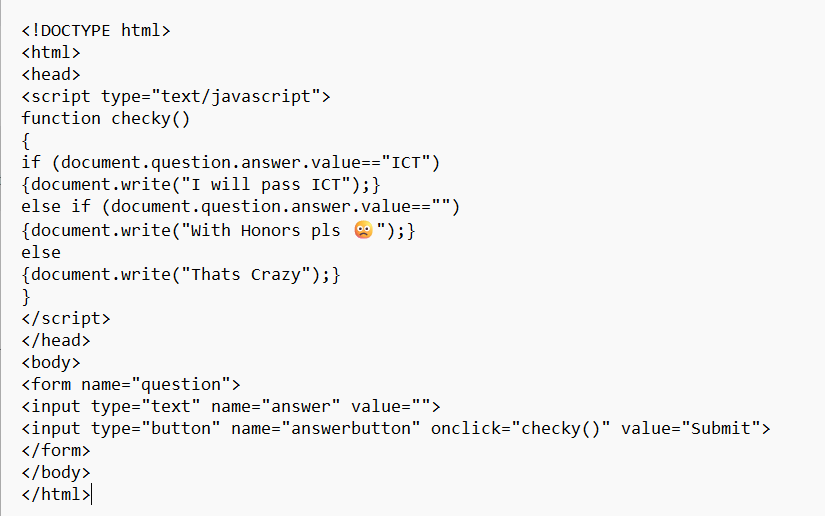 <!DOCTYPE html>
<html>
<head>
<script type="text/javascript">
function checky()
{
if (document.question.answer.value=="ICT")
{document.write("I will pass ICT");}
else if (document.question.answer.value=="")
{document.write("With Honors pls 😡");}
else
{document.write("Thats Crazy");}
}
</script>
</head>
<body>
<form name="question">
<input type="text" name="answer" value="">
<input type="button" name="answerbutton" onclick="checky()" value="Submit">
</form>
</body>
</html>